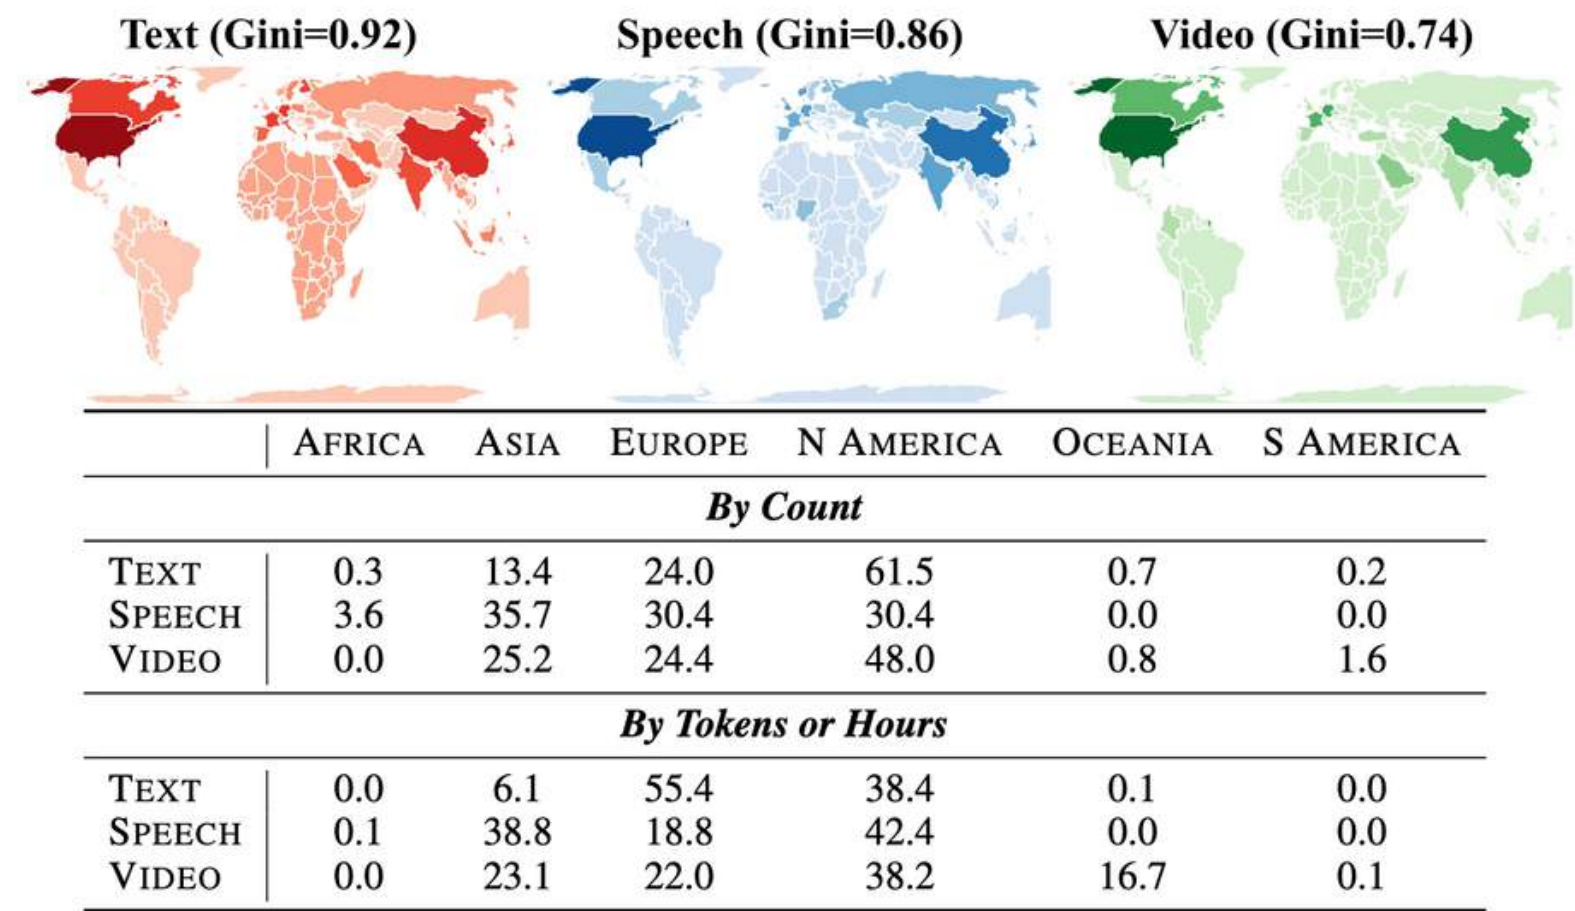 Text (Gini=0.92) Speech (Gini=0.86) Video (Gini=0.74)
AFRICA ASIA EUROPE N AMERICA OCEANIA S AMERICA
By Count
TEXT 0.3 13.4 24.0 61.5 0.7 0.2
SPEECH 3.6 35.7 30.4 30.4 0.0 0.0
VIDEO 0.0 25.2 24.4 48.0 0.8 1.6
By Tokens or Hours
TEXT 0.0 6.1 55.4 38.4 0.1 0.0
SPEECH 0.1 38.8 18.8 42.4 0.0 0.0
VIDEO 0.0 23.1 22.0 38.2 16.7 0.1